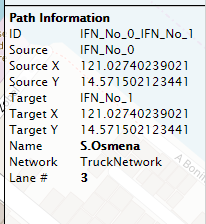 Path Information
ID IFN_No_0_IFN_No_1
Source IFN_No_0
Source X 121.02740239021
Source Y 14.571502123441
Target IFN_No_1
Target X 121.02740239021
Target Y 14.571502123441
Name S.Osmena
Network TruckNetwork
Lane # 3
A Boni